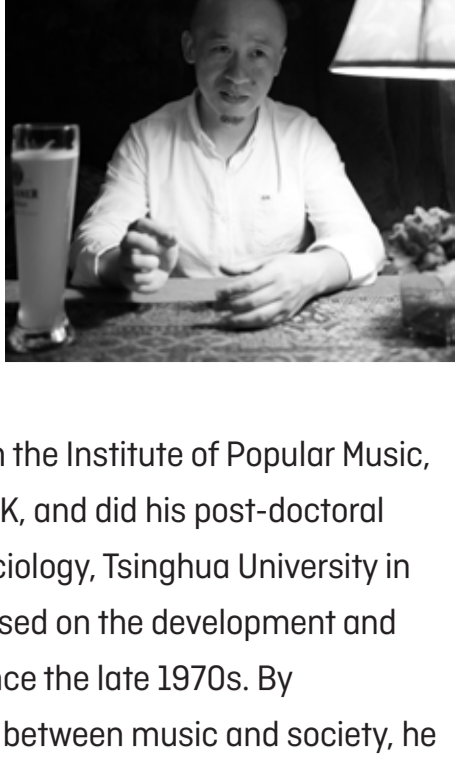 the Institute of Popular Music,
K, and did his post-doctoral
ciology, Tsinghua University in
sed on the development and
nce the late 1970s. By
between music and society, he